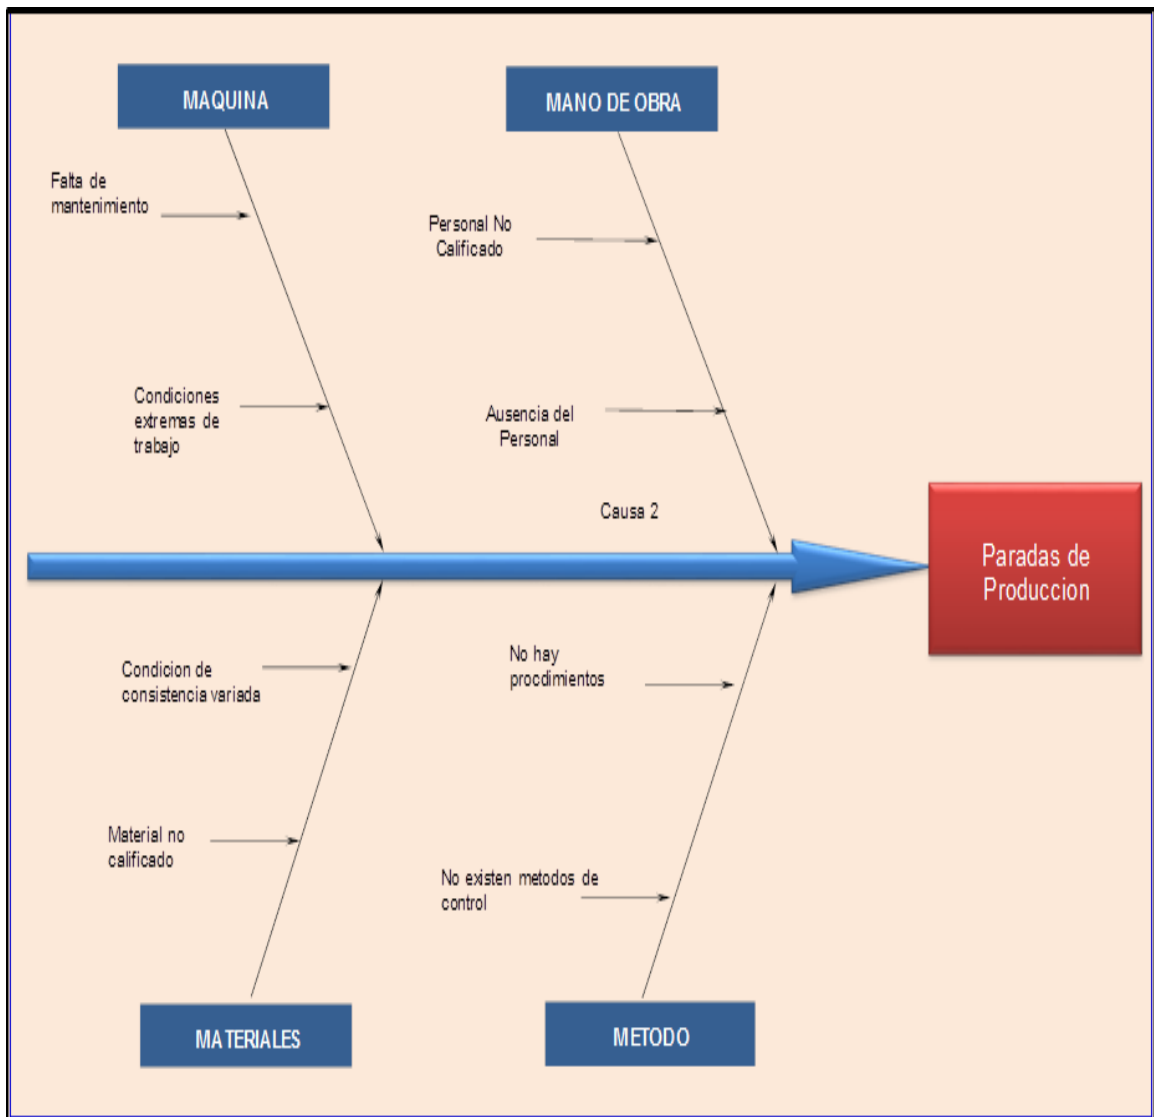 MAQUINA
MANO DE OBRA
Falta de
mantenimiento
Personal No
Calificado
Condiciones
extremas de
trabajo
Ausencia del
Personal
Causa 2
Paradas de
Produccion
Condicion de
consistencia variada
No hay
procdimientos
Material no
calificado
No existen metodos de
control
MATERIALES
METODO